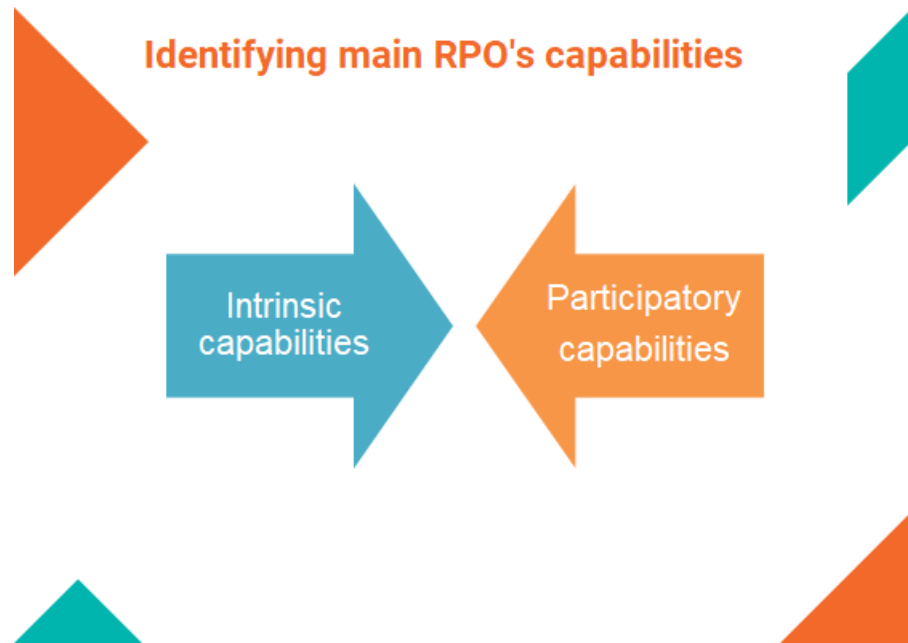 Identifying main RPO's capabilities
Intrinsic
capabilities
Participatory
capabilities